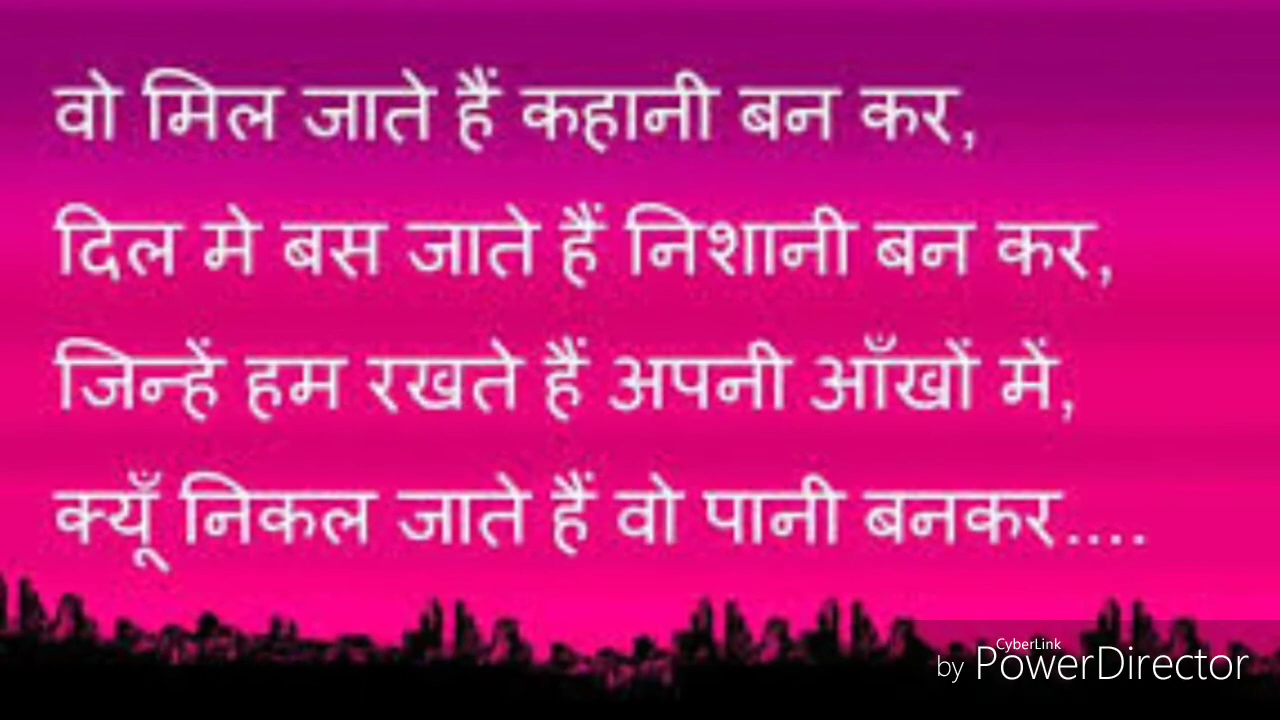 वो मिल जाते हैं कहानी बन कर,
दिल मे बस जाते हैं निशानी बन कर,
जिन्हें हम रखते हैं अपनी आँखों में,
क्यूँ निकल जाते हैं वो पानी बनकर....
CyberLink
by PowerDirector